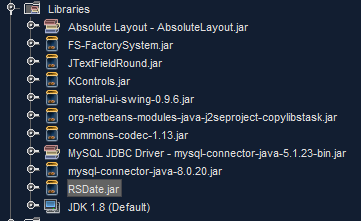 Libraries
Absolute Layout - AbsoluteLayout.jar
FS-FactorySystem.jar
JTextFieldRound.jar
KControls.jar
material-ui-swing-0.9.6.jar
org-netbeans-modules-java-j2seproject-copylibstask.jar
commons-codec-1.13.jar
MySQL JDBC Driver - mysql-connector-java-5.1.23-bin.jar
mysql-connector-java-8.0.20.jar
RSDate.jar
JDK 1.8 (Default)